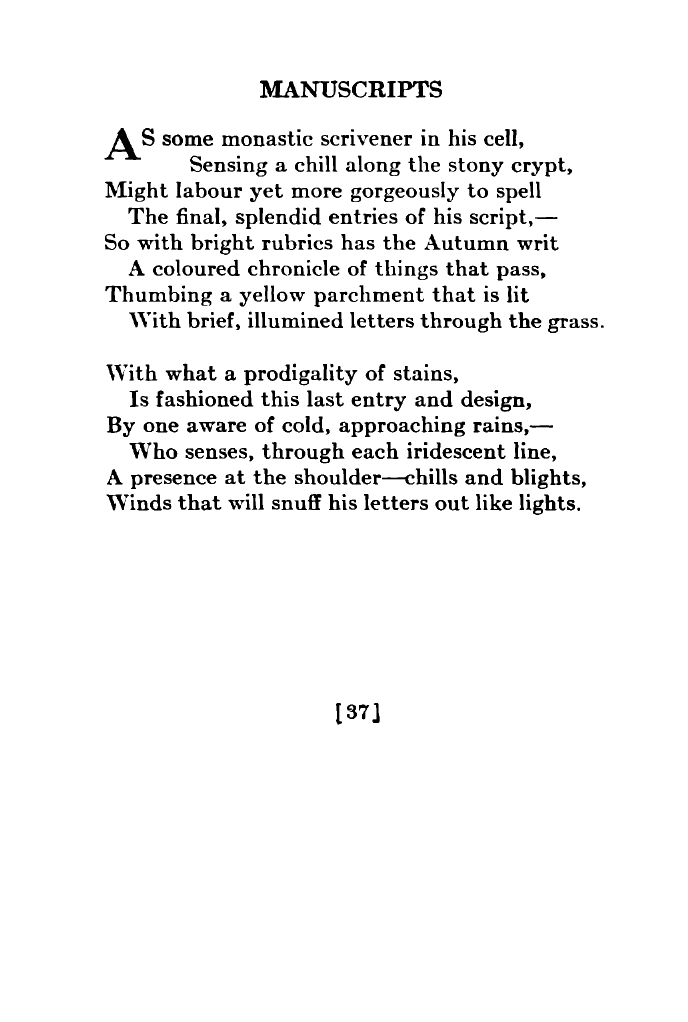 MANUSCRIPTS
AS some monastic scrivener in his cell,
Sensing a chill along the stony crypt,
Might labour yet more gorgeously to spell
The final, splendid entries of his script,—
So with bright rubrics has the Autumn writ
A coloured chronicle of things that pass,
Thumbing a yellow parchment that is lit
With brief, illumined letters through the grass.
With what a prodigality of stains,
Is fashioned this last entry and design,
By one aware of cold, approaching rains,—
Who senses, through each iridescent line,
A presence at the shoulder—chills and blights,
Winds that will snuff his letters out like lights.
[37]